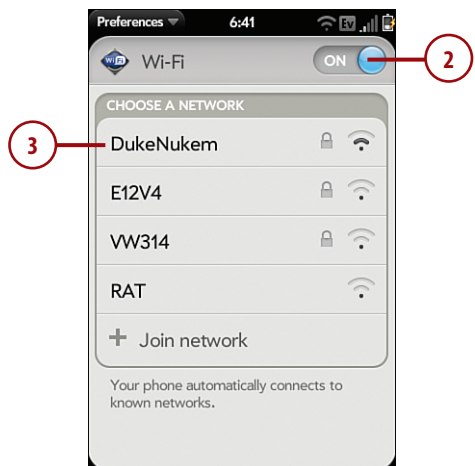 Preferences 6:41 Ev
WiFi Wi-Fi ON 2
CHOOSE A NETWORK
3 DukeNukem
E12V4
VW314
RAT
+ Join network
Your phone automatically connects to
known networks.